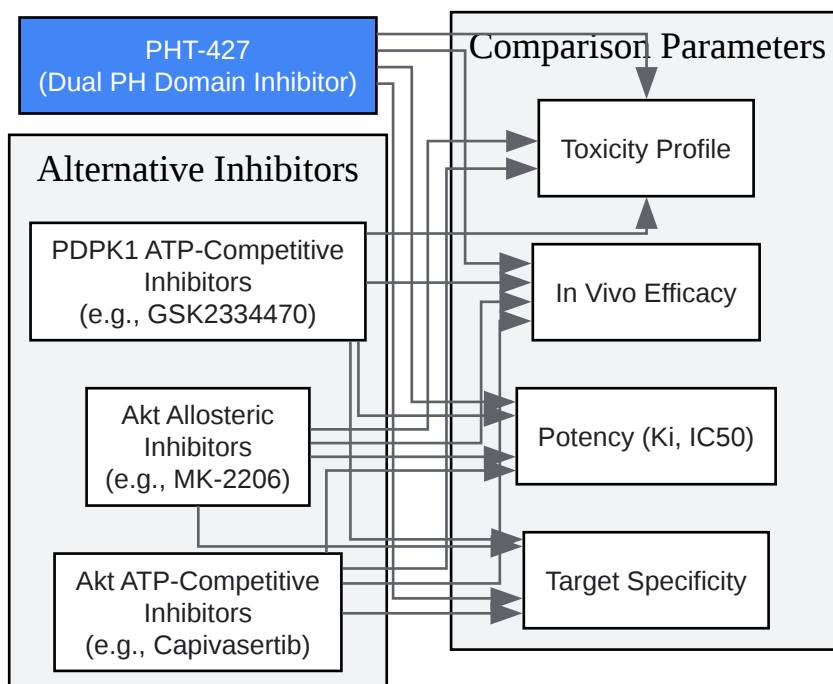 PHT-427
(Dual PH Domain Inhibitor)
Alternative Inhibitors
PDPK1 ATP-Competitive
Inhibitors
(e.g., GSK2334470)
Akt Allosteric
Inhibitors
(e.g., MK-2206)
Akt ATP-Competitive
Inhibitors
(e.g., Capivasertib)
Comparison Parameters
Toxicity Profile
In Vivo Efficacy
Potency (Ki, IC50)
Target Specificity